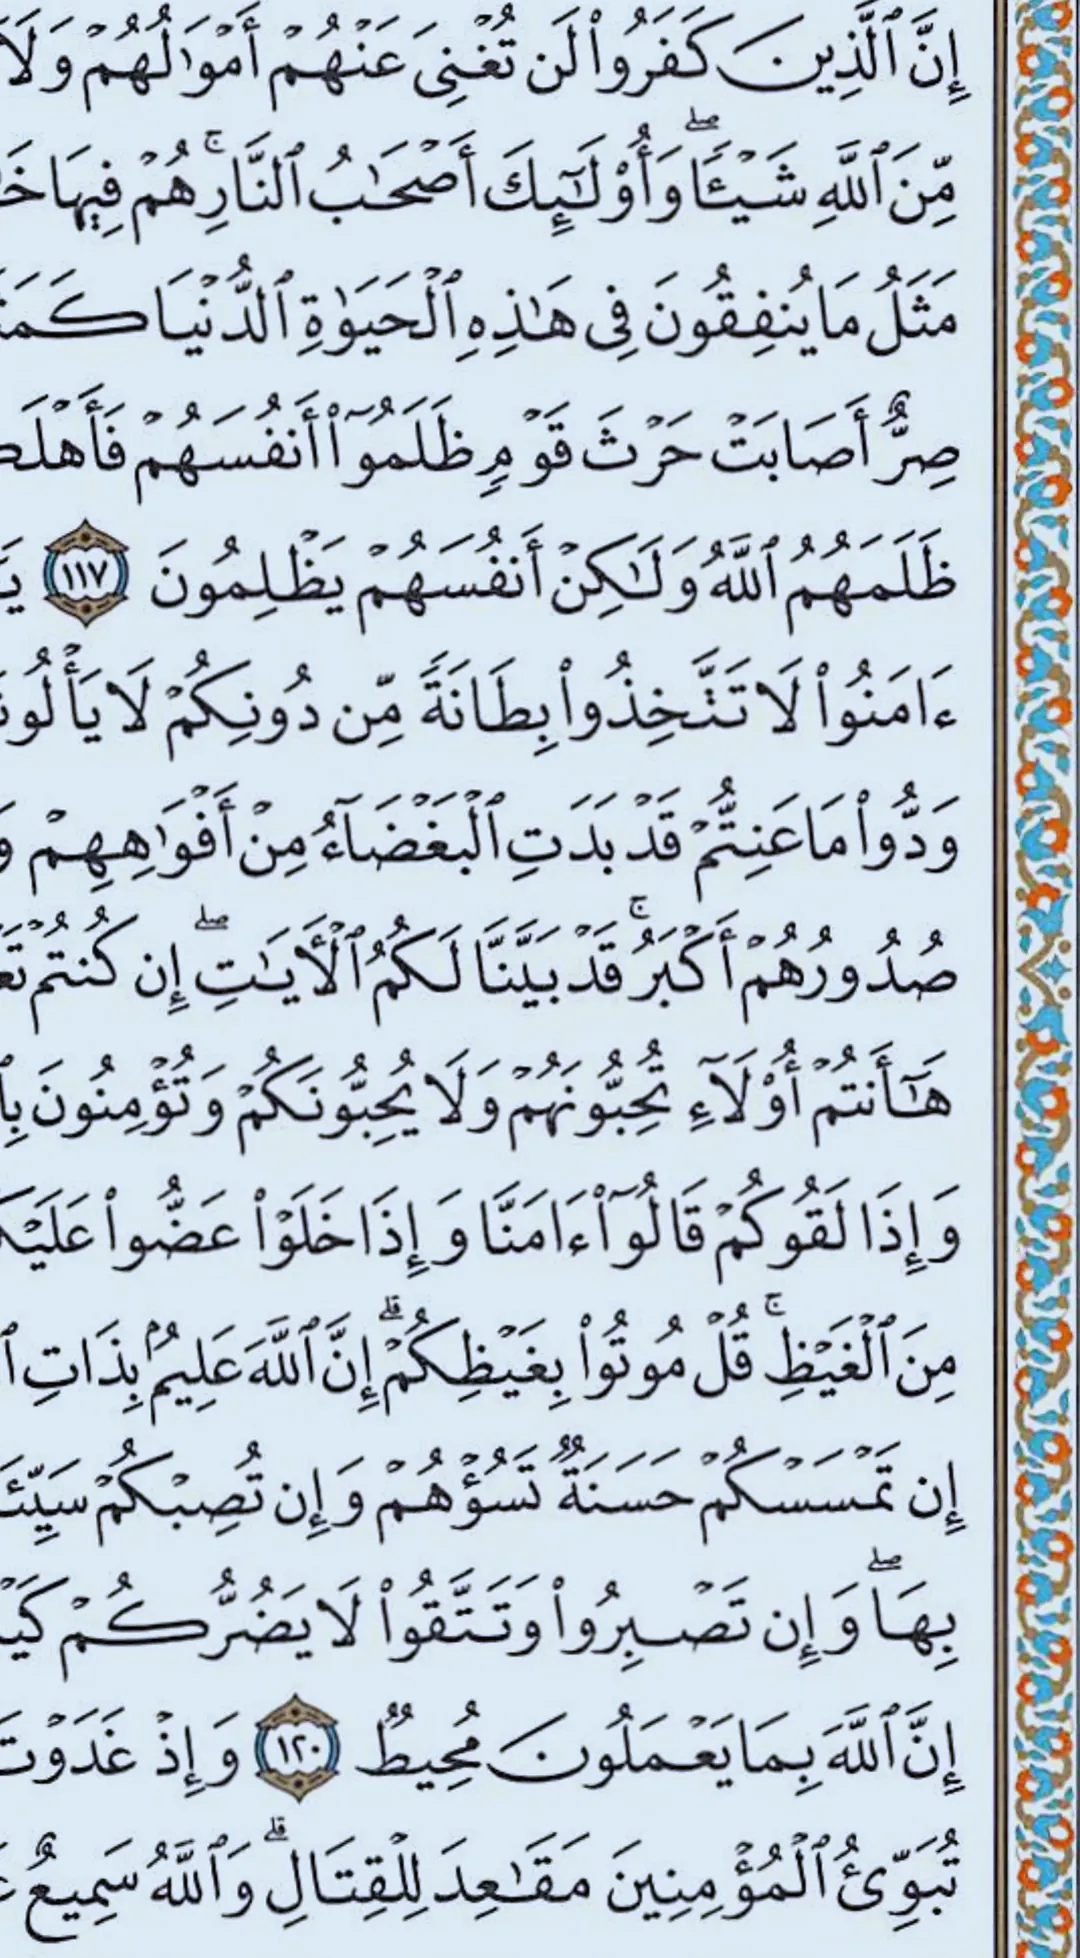 إِنَّ ٱلَّذِينَ كَفَرُوا۟ لَن تُغْنِىَ عَنْهُمْ أَمْوَٰلُهُمْ وَلَا
مِّنَ ٱللَّهِ شَيْـًٔا ۖ وَأُو۟لَـٰٓئِكَ أَصْحَـٰبُ ٱلنَّارِ ۚ هُمْ فِيهَا
مَثَلُ مَا يُنفِقُونَ فِى هَـٰذِهِ ٱلْحَيَوٰةِ ٱلدُّنْيَا
صِرٌّ أَصَابَتْ حَرْثَ قَوْمٍ ظَلَمُوٓا۟ أَنفُسَهُمْ
ظَلَمَهُمُ ٱللَّهُ وَلَـٰكِنْ أَنفُسَهُمْ يَظْلِمُونَ ١١٧
ءَامَنُوا۟ لَا تَتَّخِذُوا۟ بِطَانَةً مِّن دُونِكُمْ لَا
وَدُّوا۟ مَا عَنِتُّمْ قَدْ بَدَتِ ٱلْبَغْضَآءُ مِنْ أَفْوَٰهِهِمْ
صُدُورُهُمْ أَكْبَرُ ۚ قَدْ بَيَّنَّا لَكُمُ ٱلْـَٔايَـٰتِ ۖ إِن كُنتُمْ
هَـٰٓأَنتُمْ أُو۟لَآءِ تُحِبُّونَهُمْ وَلَا يُحِبُّونَكُمْ وَتُؤْمِنُونَ
وَإِذَا لَقُوكُمْ قَالُوٓا۟ ءَامَنَّا وَإِذَا خَلَوْا۟ عَضُّوا۟
مِنَ ٱلْغَيْظِ ۚ قُلْ مُوتُوا۟ بِغَيْظِكُمْ ۗ إِنَّ ٱللَّهَ عَلِيمٌۢ بِذَاتِ
إِن تَمْسَسْكُمْ حَسَنَةٌ تَسُؤْهُمْ وَإِن تُصِبْكُمْ
بِهَا ۖ وَإِن تَصْبِرُوا۟ وَتَتَّقُوا۟ لَا يَضُرُّكُمْ
إِنَّ ٱللَّهَ بِمَا يَعْمَلُونَ مُحِيطٌ ١٢٠ وَإِذْ غَدَوْتَ
تُبَوِّئُ ٱلْمُؤْمِنِينَ مَقَـٰعِدَ لِلْقِتَالِ ۗ وَٱللَّهُ سَمِيعٌ